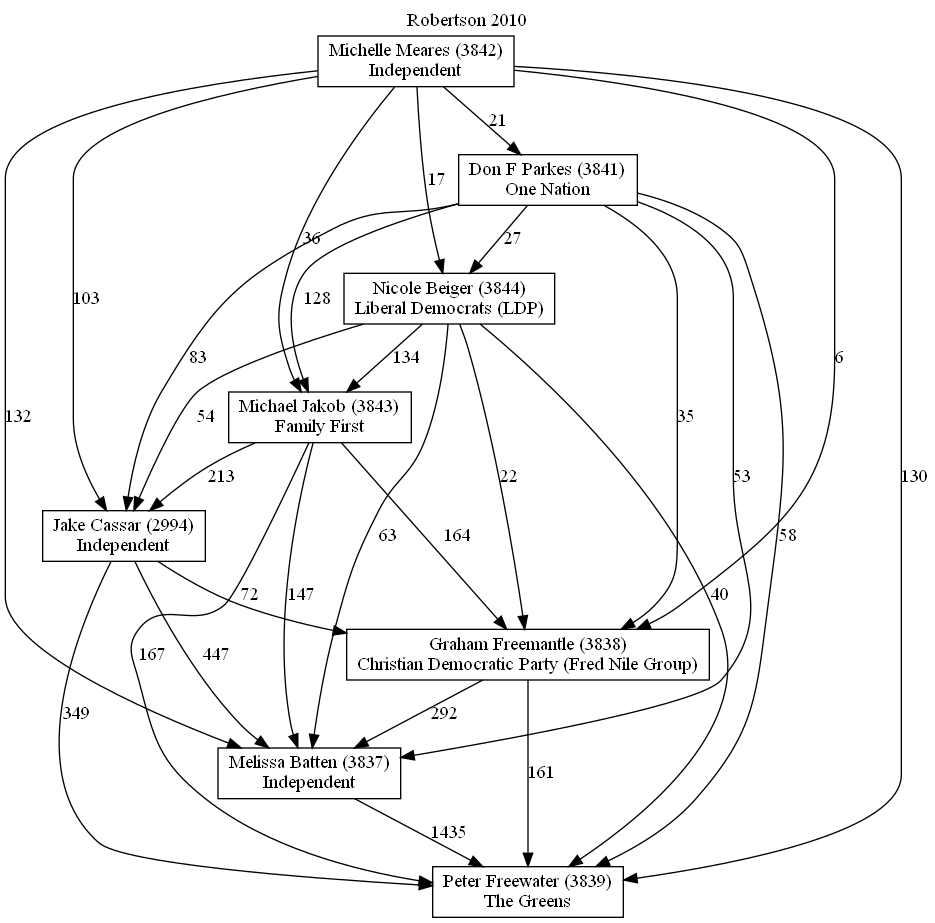 Robertson 2010
Michelle Meares (3842)
Independent
21
Don F Parkes (3841)
One Nation
17
36
27
Nicole Beiger (3844)
Liberal Democrats (LDP)
103
128
83
134
6
Michael Jakob (3843)
Family First
132
54
35
213
22
53
130
Jake Cassar (2994)
Independent
63
164
58
72
147
40
Graham Freemantle (3838)
Christian Democratic Party (Fred Nile Group)
167
447
349
292
Melissa Batten (3837)
Independent
161
1435
Peter Freewater (3839)
The Greens